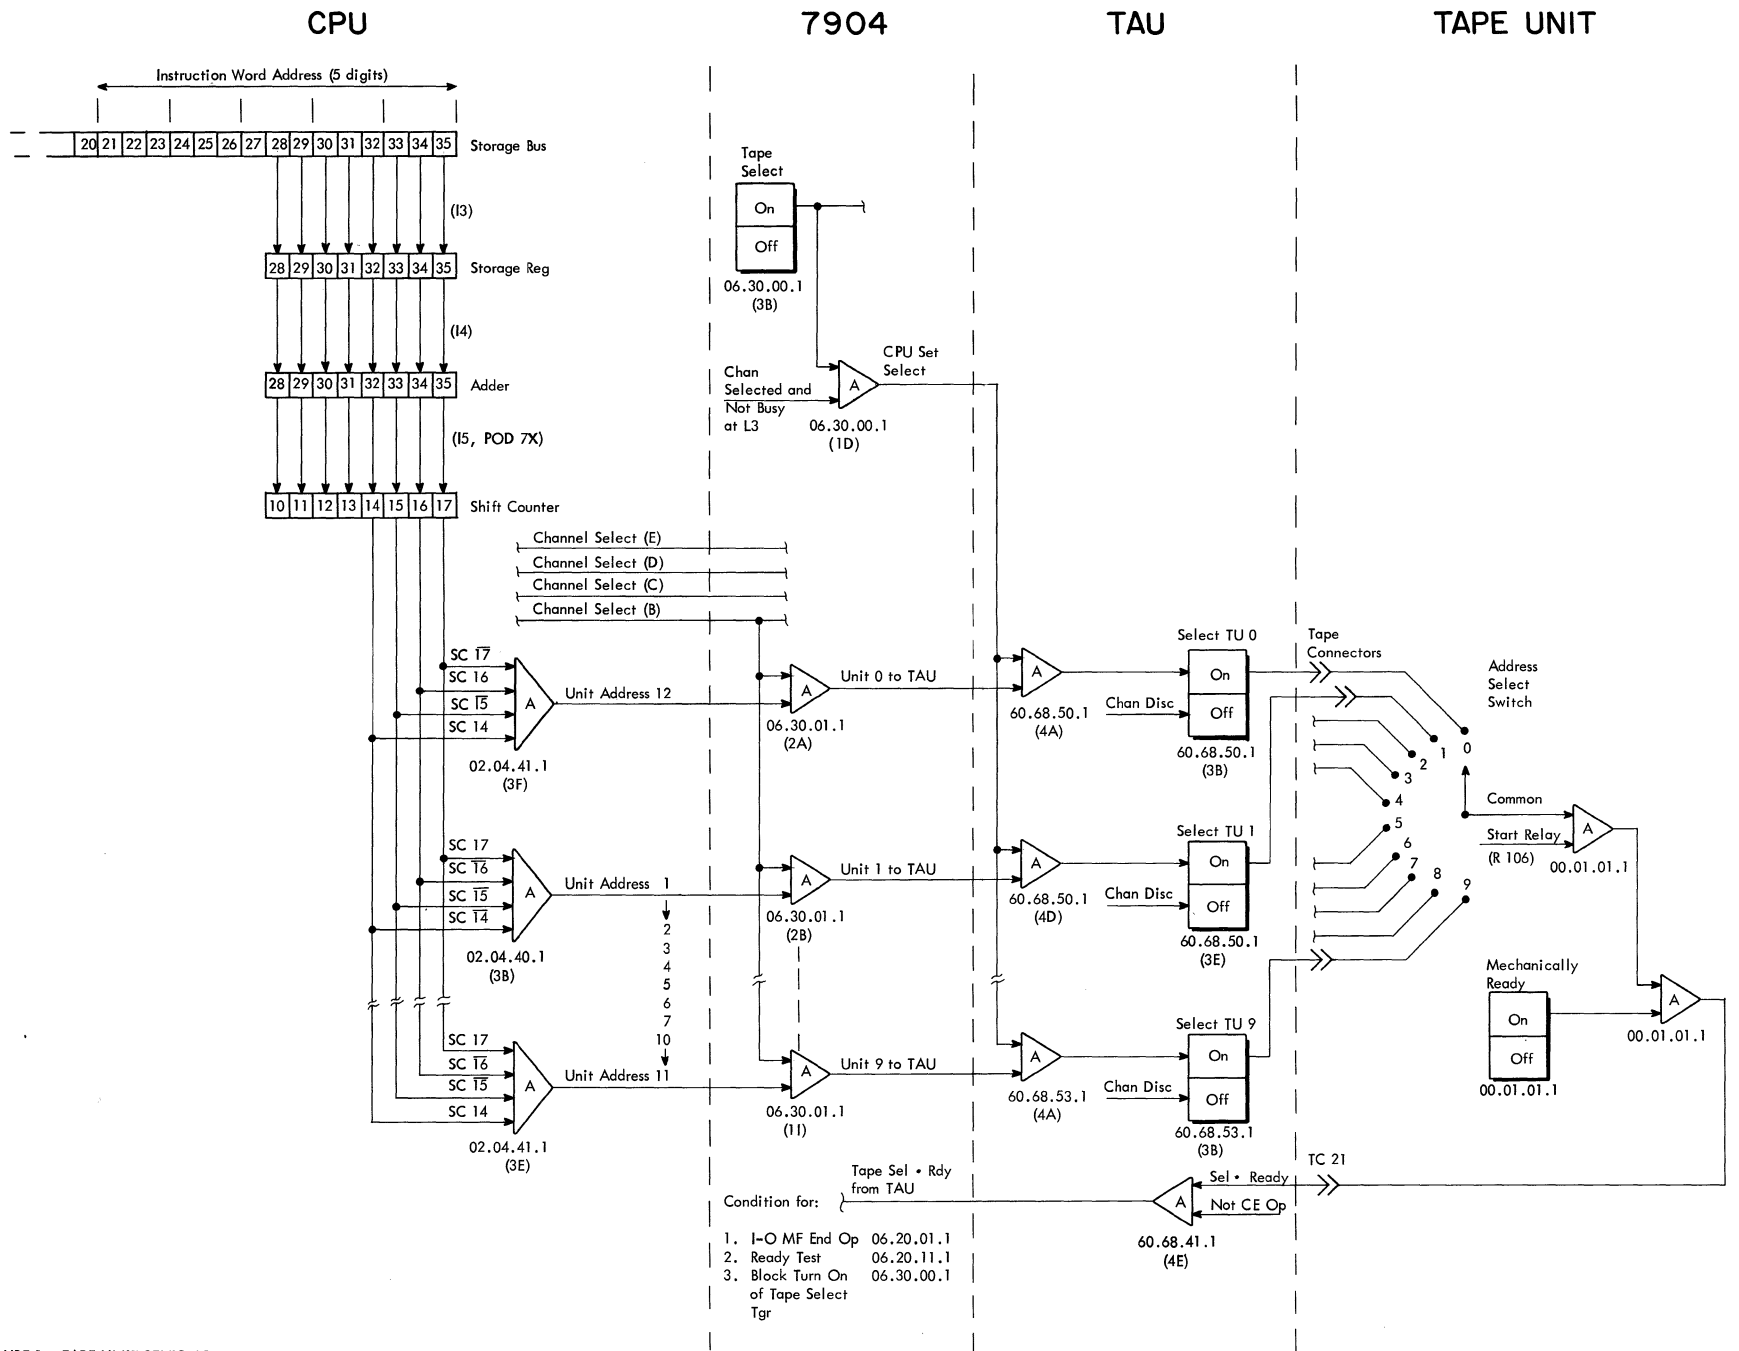 CPU
7904
TAU
TAPE UNIT
Instruction Word Address (5 digits)
20 21 22 23 24 25 26 27 28 29 30 31 32 33 34 35
Storage Bus
(I3)
28 29 30 31 32 33 34 35
Storage Reg
(I4)
28 29 30 31 32 33 34 35
Adder
(I5, POD 7X)
10 11 12 13 14 15 16 17
Shift Counter
Channel Select (E)
Channel Select (D)
Channel Select (C)
Channel Select (B)
SC 1̅7̅
SC 16
SC 1̅5̅
SC 14
A
02.04.41.1
(3F)
Unit Address 12
SC 17
SC 1̅6̅
SC 1̅5̅
SC 1̅4̅
A
02.04.40.1
(3B)
Unit Address 1
2
3
4
5
6
7
10
SC 17
SC 1̅6̅
SC 1̅5̅
SC 14
A
02.04.41.1
(3E)
Unit Address 11
Tape
Select
On
Off
06.30.00.1
(3B)
Chan
Selected and
Not Busy
at L3
A
06.30.00.1
(1D)
CPU Set
Select
A
06.30.01.1
(2A)
Unit 0 to TAU
A
06.30.01.1
(2B)
Unit 1 to TAU
A
06.30.01.1
(1I)
Unit 9 to TAU
Tape Sel • Rdy
from TAU
Condition for:
1. I-O MF End Op 06.20.01.1
2. Ready Test 06.20.11.1
3. Block Turn On 06.30.00.1
of Tape Select
Tgr
A
60.68.50.1
(4A)
Select TU 0
On
Off
Chan Disc
60.68.50.1
(3B)
A
60.68.50.1
(4D)
Select TU 1
On
Off
Chan Disc
60.68.50.1
(3E)
A
60.68.53.1
(4A)
Select TU 9
On
Off
Chan Disc
60.68.53.1
(3B)
Sel • Ready
Not CE Op
A
60.68.41.1
(4E)
TC 21
Tape
Connectors
Address
Select
Switch
0
1
2
3
4
5
6
7
8
9
Common
Start Relay
(R 106)
A
00.01.01.1
Mechanically
Ready
On
Off
00.01.01.1
A
00.01.01.1